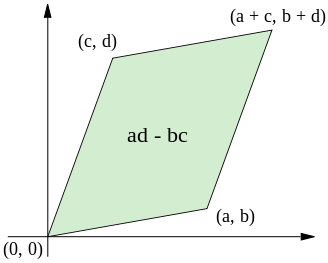 (a + c, b + d)
(c, d)
ad - bc
(a, b)
(0, 0)